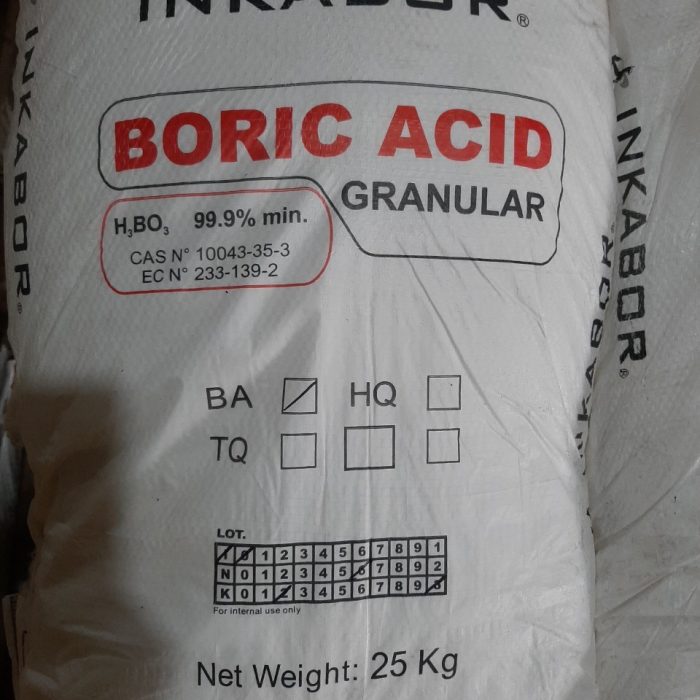 INKABOR®
BORIC ACID
GRANULAR
H₃BO₃ 99.9% min.
CAS N° 10043-35-3
EC N° 233-139-2
BA HQ
TQ
LOT.
1 2 3 4 5 6 7 8 9 1
N 0 1 2 3 4 5 6 7 8 9 2
K 0 1 2 3 4 5 6 7 8 9
For internal use only
Net Weight: 25 Kg
INKABOR®
INKABOR®
INKABOR®